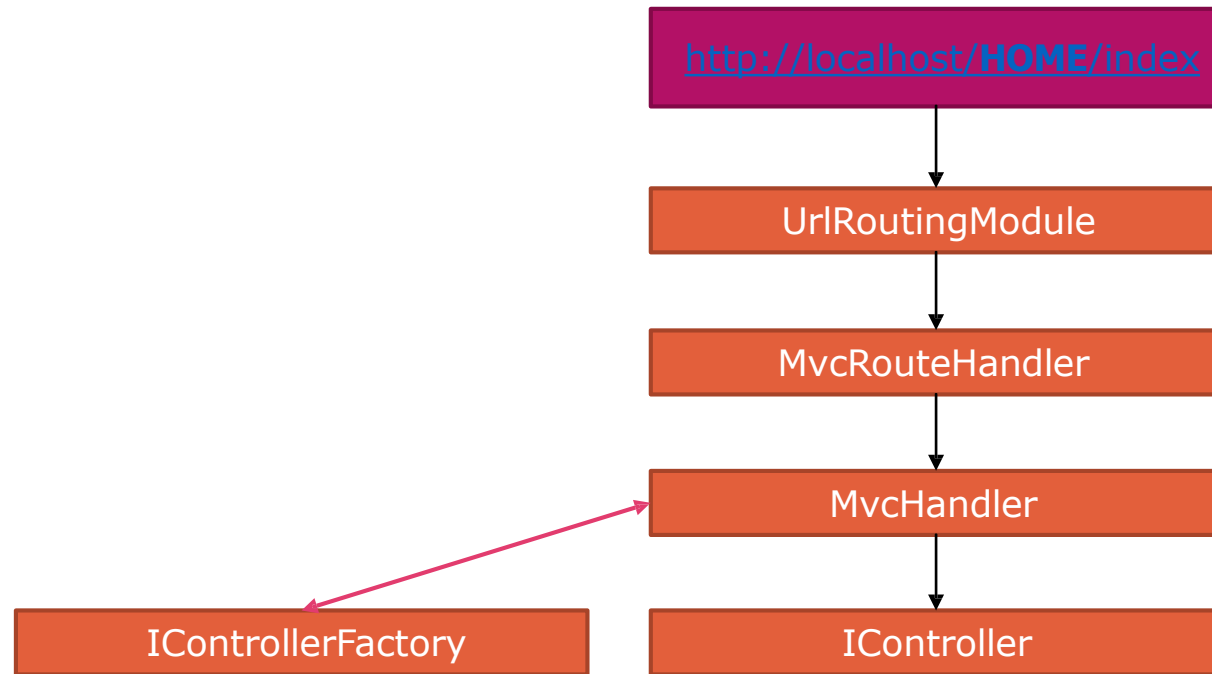 http://localhost/HOME/index
UrlRoutingModule
MvcRouteHandler
MvcHandler
IControllerFactory
IController